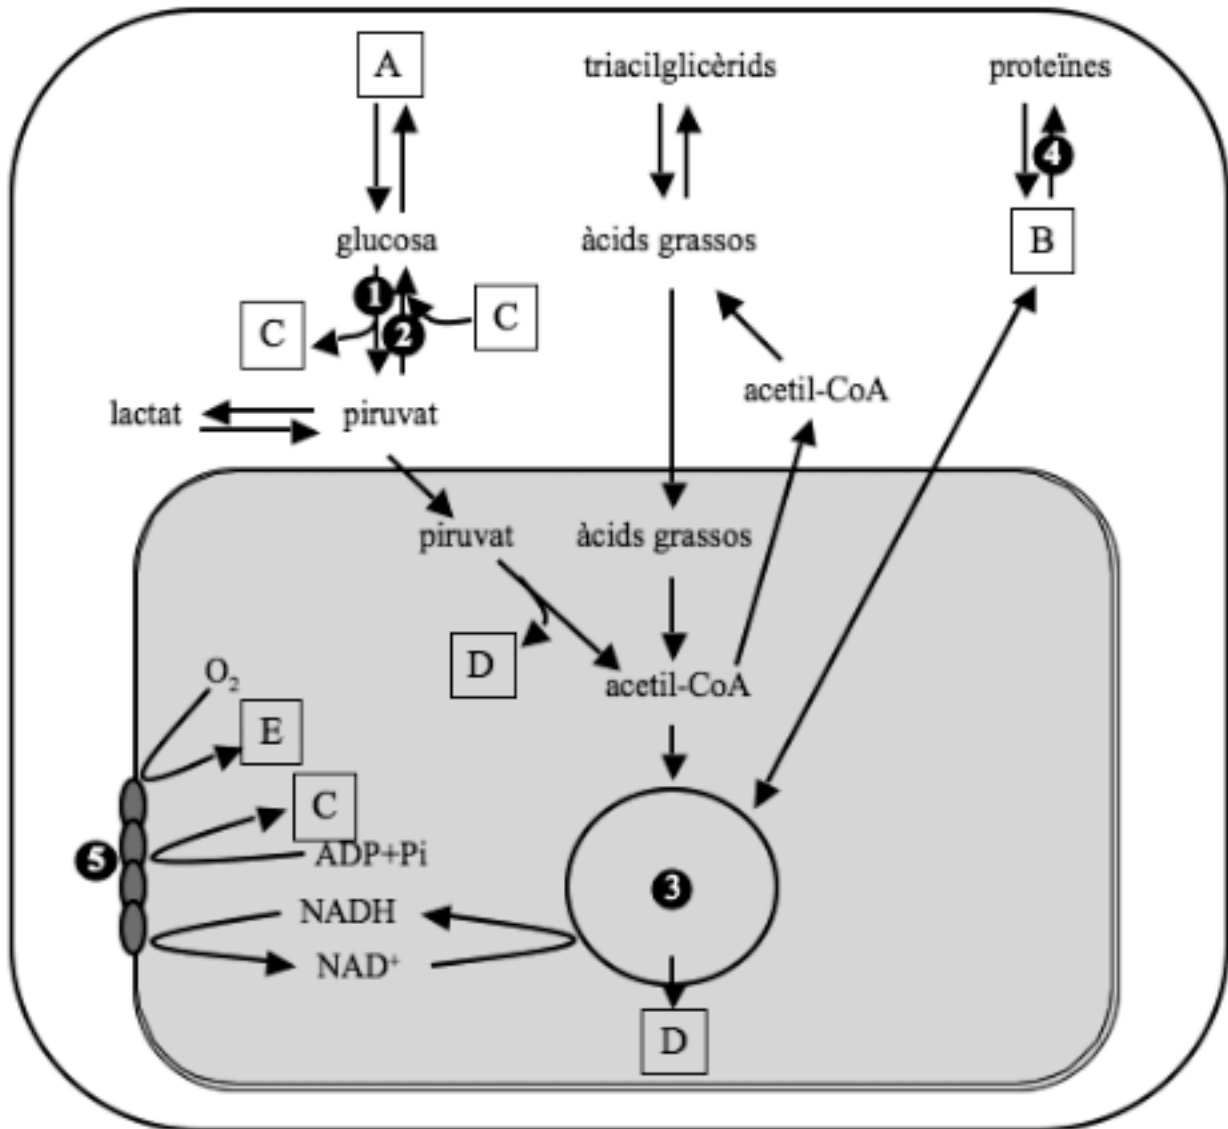 A
triacilglicèrids
proteïnes
4
glucosa
àcids grassos
B
1
C
C
2
acetil-CoA
lactat
piruvat
piruvat
àcids grassos
D
acetil-CoA
O₂
E
C
5
ADP+Pi
3
NADH
NAD⁺
D